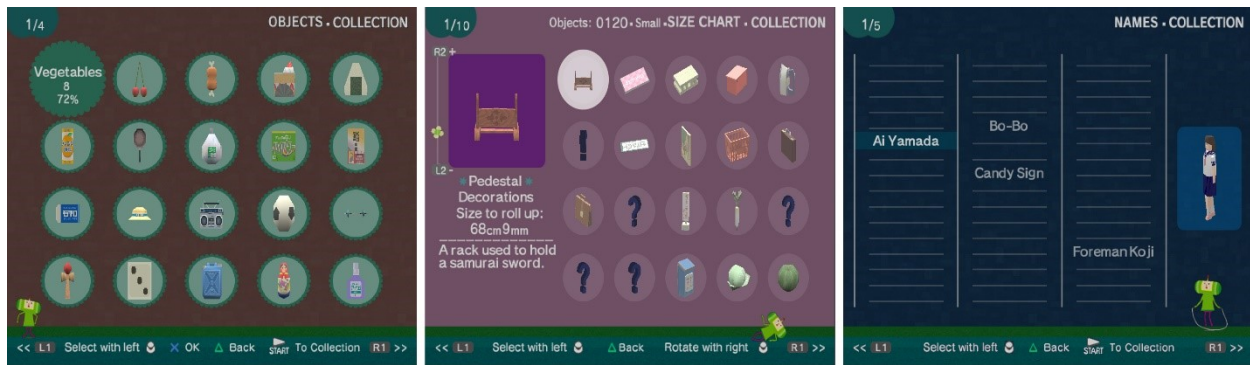 1/4
OBJECTS • COLLECTION
Vegetables
8
72%
<< L1 Select with left X OK △ Back START To Collection R1 >>
1/10
Objects: 0120 • Small • SIZE CHART • COLLECTION
R2 +
L2 -
Pedestal
Decorations
Size to roll up:
68cm9mm
A rack used to hold
a samurai sword.
<< L1 Select with left △ Back Rotate with right R1 >>
1/5
NAMES • COLLECTION
Ai Yamada
Bo-Bo
Candy Sign
Foreman Koji
<< L1 Select with left △ Back START To Collection R1 >>